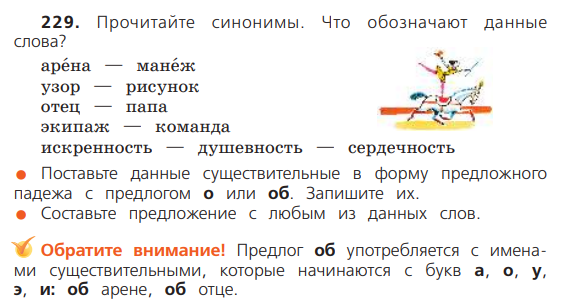 229. Прочитайте синонимы. Что обозначают данные
слова?
аре́на — мане́ж
узор — рисунок
отец — папа
экипаж — команда
искренность — душевность — сердечность
● Поставьте данные существительные в форму предложного
падежа с предлогом о или об. Запишите их.
● Составьте предложение с любым из данных слов.
Обратите внимание! Предлог об употребляется с имена-
ми существительными, которые начинаются с букв а, о, у,
э, и: об арене, об отце.